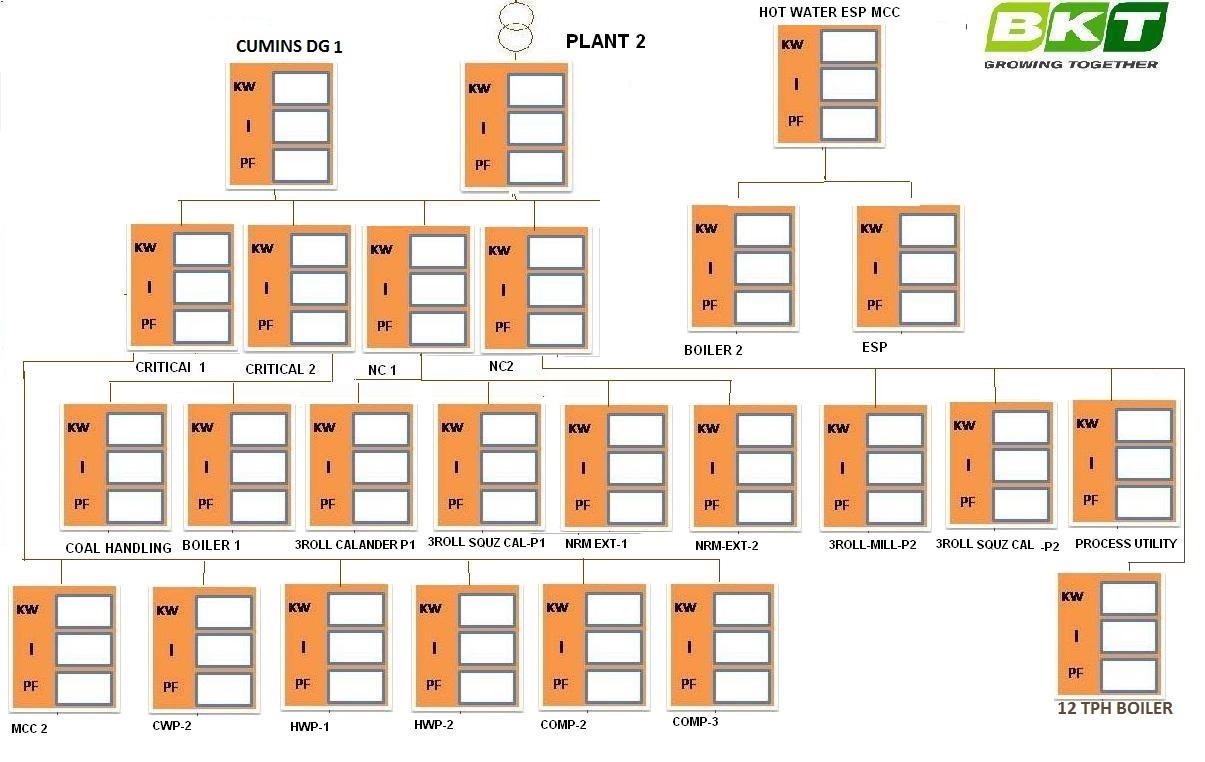 HOT WATER ESP MCC
BKT
GROWING TOGETHER
CUMINS DG 1
PLANT 2
KW
I
PF
KW
I
PF
KW
I
PF
KW
I
PF
KW
I
PF
KW
I
PF
KW
I
PF
KW
I
PF
KW
I
PF
CRITICAl 1
CRITICAL 2
NC 1
NC2
BOILER 2
ESP
KW
I
PF
KW
I
PF
KW
I
PF
KW
I
PF
KW
I
PF
KW
I
PF
KW
I
PF
KW
I
PF
KW
I
PF
COAL HANDLING
BOILER 1
3ROLL CALANDER P1
3ROLL SQUZ CAL-P1
NRM EXT-1
NRM-EXT-2
3ROLL-MILL-P2
3ROLL SQUZ CAL -P2
PROCESS UTILITY
KW
I
PF
KW
I
PF
KW
I
PF
KW
I
PF
KW
I
PF
KW
I
PF
KW
I
PF
MCC 2
CWP-2
HWP-1
HWP-2
COMP-2
COMP-3
12 TPH BOILER